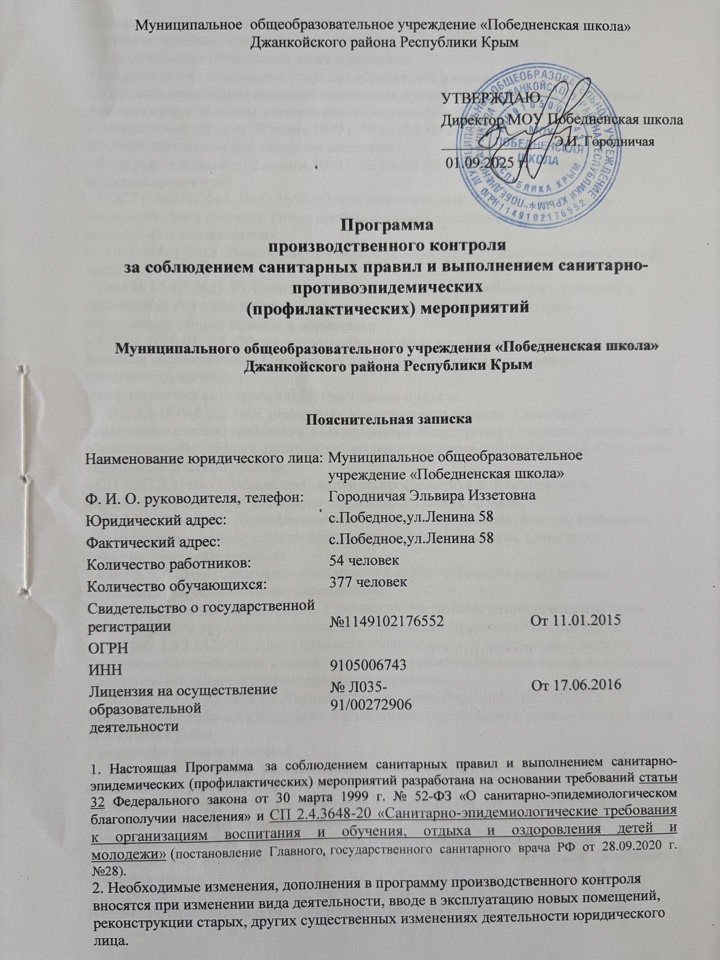 Муниципальное общеобразовательное учреждение «Победненская школа»
Джанкойского района Республики Крым
УТВЕРЖДАЮ
Директор МОУ Победненская школа
Э.И. Городничая
01.09.2025 г
Программа
производственного контроля
за соблюдением санитарных правил и выполнением санитарно-
противоэпидемических
(профилактических) мероприятий
Муниципального общеобразовательного учреждения «Победненская школа»
Джанкойского района Республики Крым
Пояснительная записка
Наименование юридического лица: Муниципальное общеобразовательное
учреждение «Победненская школа»
Ф. И. О. руководителя, телефон: Городничая Эльвира Иззетовна
Юридический адрес: с.Победное,ул.Ленина 58
Фактический адрес: с.Победное,ул.Ленина 58
Количество работников: 54 человек
Количество обучающихся: 377 человек
Свидетельство о государственной
регистрации №1149102176552 От 11.01.2015
ОГРН
ИНН 9105006743
Лицензия на осуществление № Л035- От 17.06.2016
образовательной 91/00272906
деятельности
1. Настоящая Программа за соблюдением санитарных правил и выполнением санитарно-
эпидемических (профилактических) мероприятий разработана на основании требований статьи
32 Федерального закона от 30 марта 1999 г. № 52-ФЗ «О санитарно-эпидемиологическом
благополучии населения» и СП 2.4.3648-20 «Санитарно-эпидемиологические требования
к организациям воспитания и обучения, отдыха и оздоровления детей и
молодежи» (постановление Главного, государственного санитарного врача РФ от 28.09.2020 г.
№28).
2. Необходимые изменения, дополнения в программу производственного контроля
вносятся при изменении вида деятельности, вводе в эксплуатацию новых помещений,
реконструкции старых, других существенных изменениях деятельности юридического
лица.